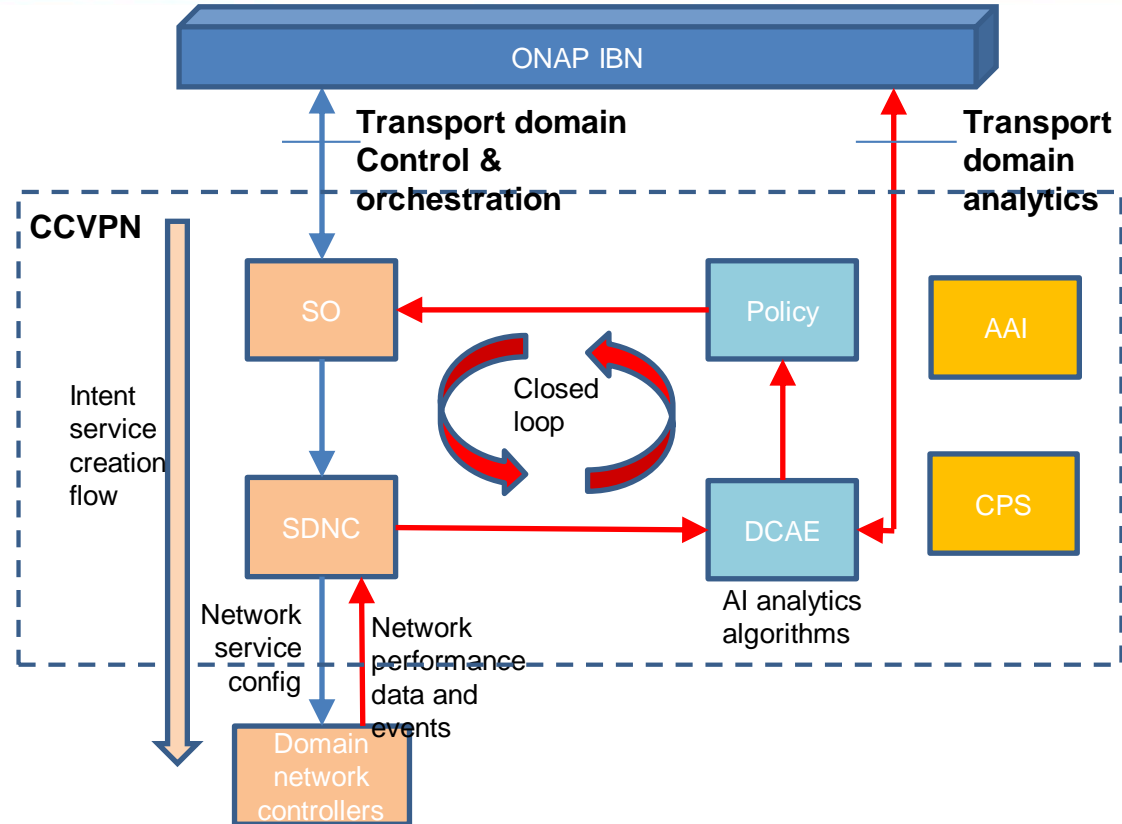 ONAP IBN
Transport domain
Control &
orchestration
Transport
domain
analytics
CCVPN
SO
Policy
AAI
Intent
service
creation
flow
Closed
loop
SDNC
DCAE
CPS
AI analytics
algorithms
Network
service
config
Network
performance
data and
events
Domain
network
controllers